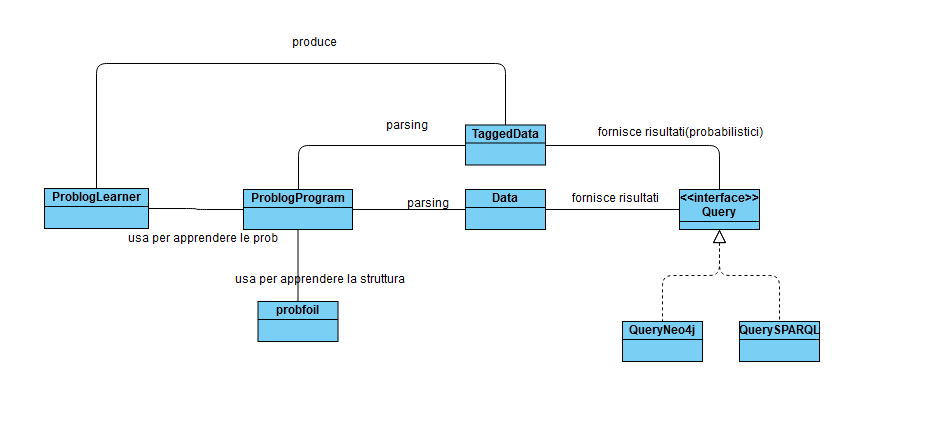 produce
parsing
TaggedData
fornisce risultati(probabilistici)
ProblogLearner
ProblogProgram
parsing
Data
fornisce risultati
<<interface>>
Query
usa per apprendere le prob
usa per apprendere la struttura
probfoil
QueryNeo4j
QuerySPARQL